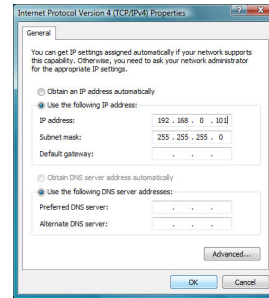 Internet Protocol Version 4 (TCP/IPv4) Properties
General
You can get IP settings assigned automatically if your network supports
this capability. Otherwise, you need to ask your network administrator
for the appropriate IP settings.
Obtain an IP address automatically
Use the following IP address:
IP address: 192 . 168 . 0 . 101
Subnet mask: 255 . 255 . 255 . 0
Default gateway: . . .
Obtain DNS server address automatically
Use the following DNS server addresses:
Preferred DNS server: . . .
Alternate DNS server: . . .
Advanced...
OK Cancel